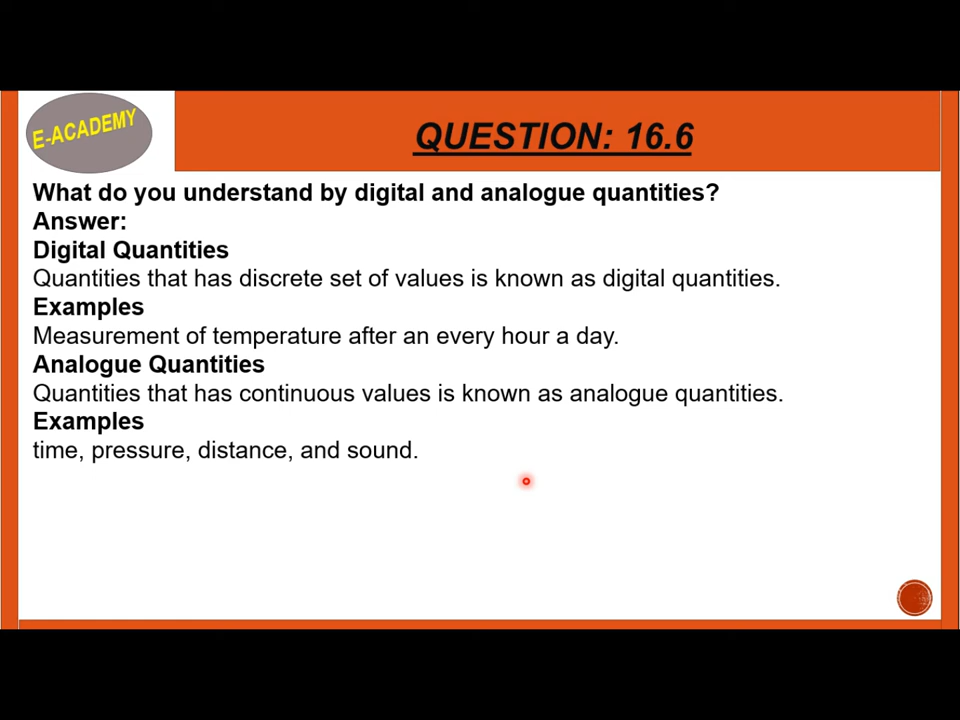 E-ACADEMY
QUESTION: 16.6
What do you understand by digital and analogue quantities?
Answer:
Digital Quantities
Quantities that has discrete set of values is known as digital quantities.
Examples
Measurement of temperature after an every hour a day.
Analogue Quantities
Quantities that has continuous values is known as analogue quantities.
Examples
time, pressure, distance, and sound.